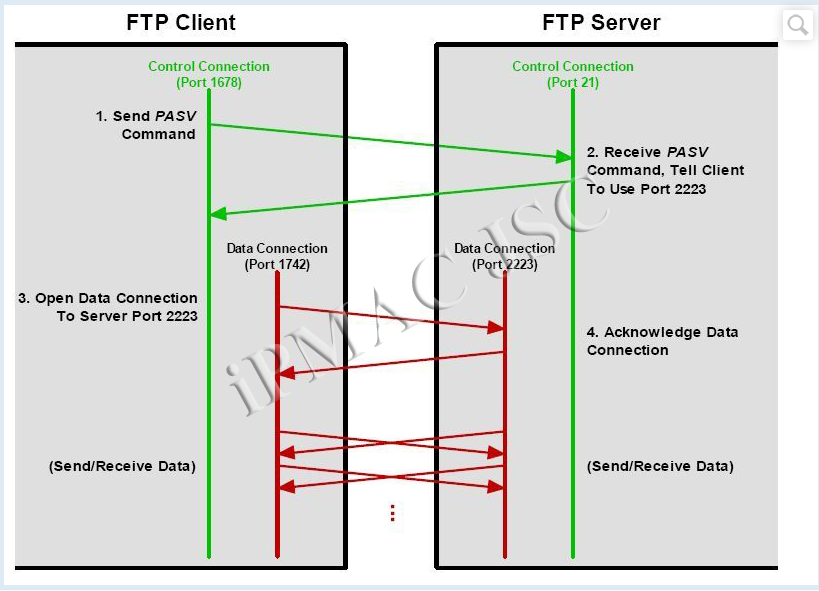 FTP Client
FTP Server
Control Connection
(Port 1678)
Control Connection
(Port 21)
1. Send PASV
Command
2. Receive PASV
Command, Tell Client
To Use Port 2223
Data Connection
(Port 1742)
Data Connection
(Port 2223)
3. Open Data Connection
To Server Port 2223
4. Acknowledge Data
Connection
(Send/Receive Data)
(Send/Receive Data)
iPMAC JSC